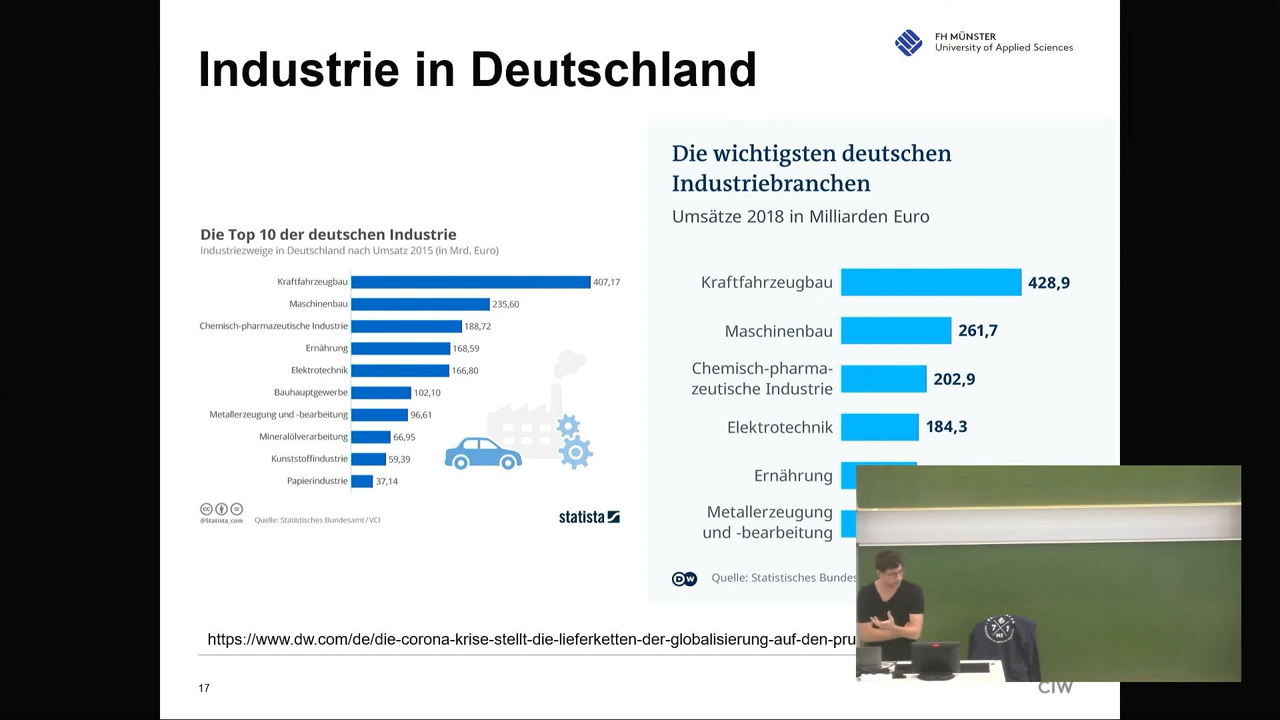 Industrie in Deutschland
FH MÜNSTER
University of Applied Sciences
Die Top 10 der deutschen Industrie
Industriezweige in Deutschland nach Umsatz 2015 (in Mrd. Euro)
Kraftfahrzeugbau 407,17
Maschinenbau 235,60
Chemisch-pharmazeutische Industrie 188,72
Ernährung 168,59
Elektrotechnik 166,80
Bauhauptgewerbe 102,10
Metallerzeugung und -bearbeitung 96,61
Mineralölverarbeitung 66,95
Kunststoffindustrie 59,39
Papierindustrie 37,14
@Statista_com
Quelle: Statistisches Bundesamt / VCI
statista
Die wichtigsten deutschen
Industriebranchen
Umsätze 2018 in Milliarden Euro
Kraftfahrzeugbau 428,9
Maschinenbau 261,7
Chemisch-pharma-
zeutische Industrie 202,9
Elektrotechnik 184,3
Ernährung
Metallerzeugung
und -bearbeitung
DW
Quelle: Statistisches Bundes
https://www.dw.com/de/die-corona-krise-stellt-die-lieferketten-der-globalisierung-auf-den-pru
17
CIW